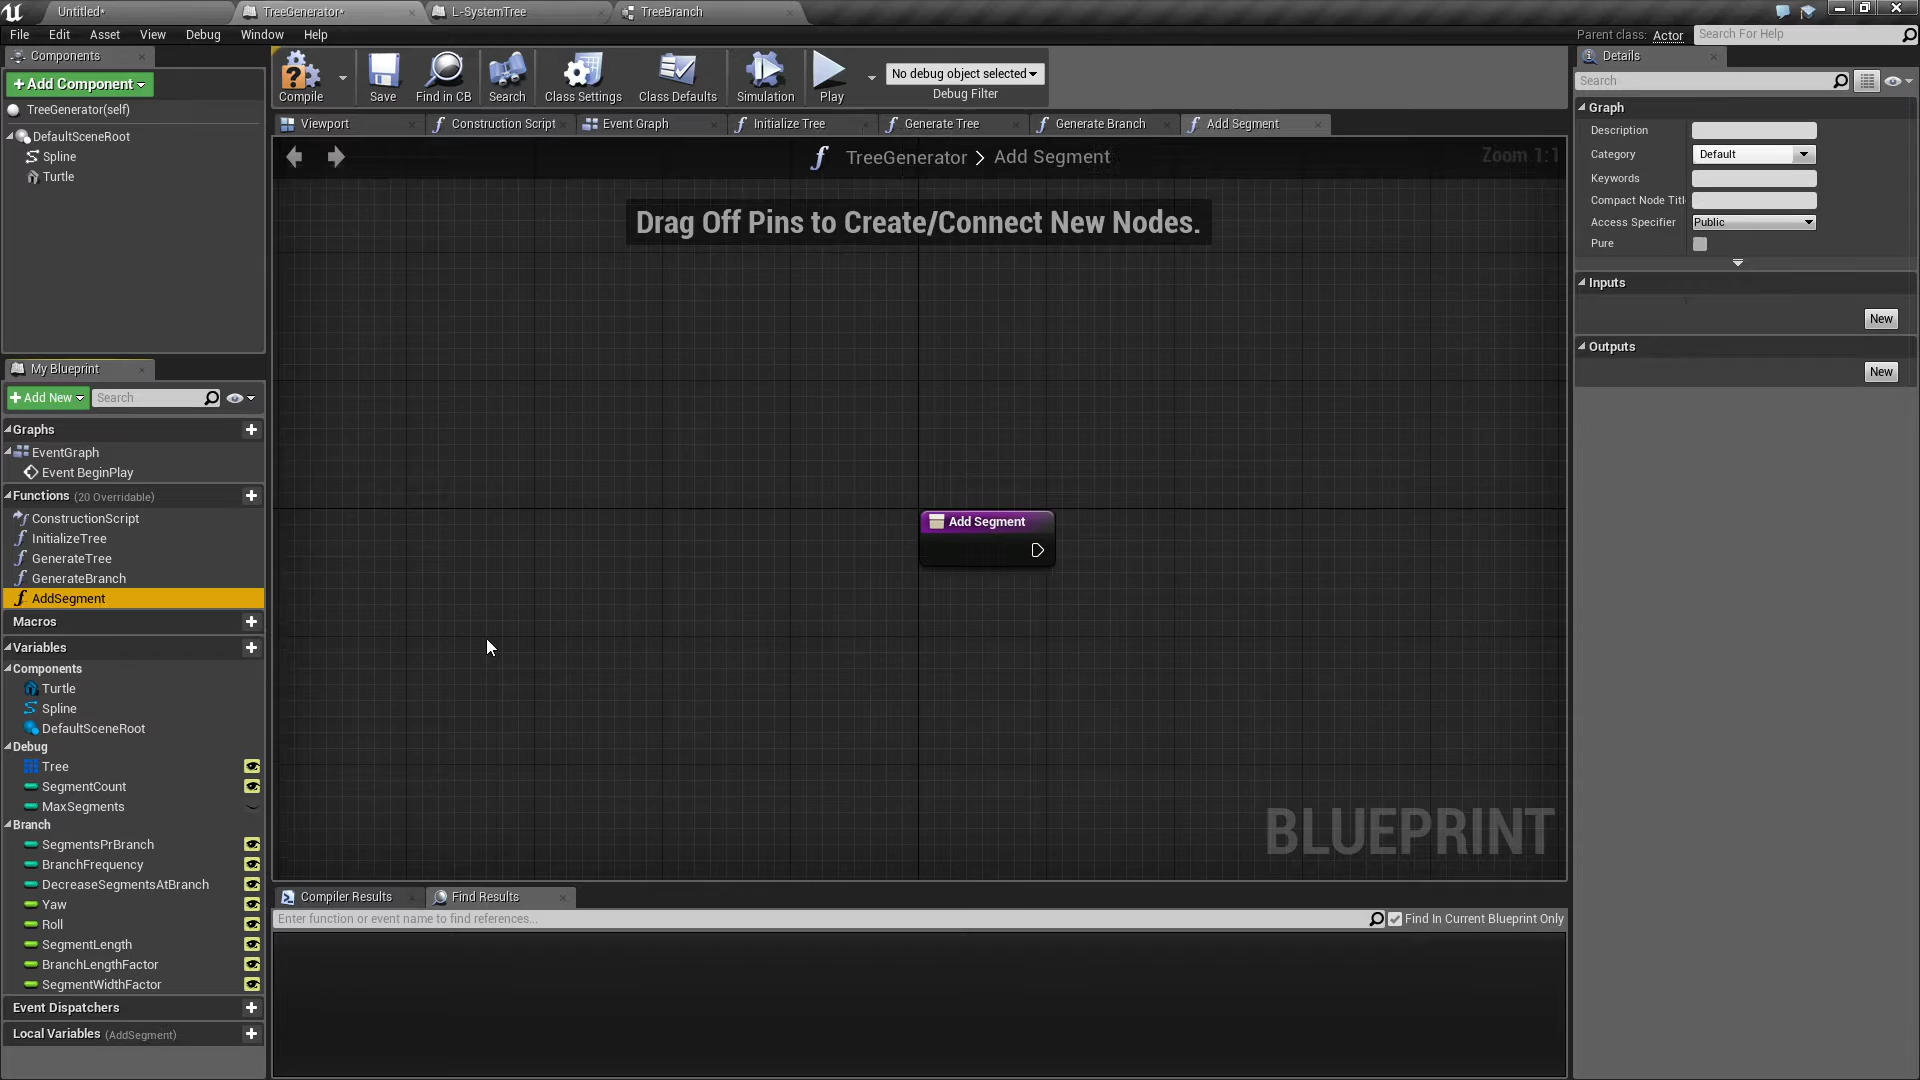 Untitled*
TreeGenerator*
L-SystemTree
TreeBranch
File Edit Asset View Window Debug Window Help
Parent class: Actor
Search For Help
Components
+Add Component
TreeGenerator(self)
DefaultSceneRoot
Spline
Turtle
Compile
Save
Find in CB
Search
Class Settings
Class Defaults
Simulation
Play
No debug object selected
Debug Filter
Viewport
Construction Script
Event Graph
Initialize Tree
Generate Tree
Generate Branch
Add Segment
TreeGenerator > Add Segment
Zoom 1:1
Drag Off Pins to Create/Connect New Nodes.
Add Segment
BLUEPRINT
My Blueprint
+Add New
Search
Graphs
EventGraph
Event BeginPlay
Functions (20 Overridable)
ConstructionScript
InitializeTree
GenerateTree
GenerateBranch
AddSegment
Macros
Variables
Components
Turtle
Spline
DefaultSceneRoot
Debug
Tree
SegmentCount
MaxSegments
Branch
SegmentsPrBranch
BranchFrequency
DecreaseSegmentsAtBranch
Yaw
Roll
SegmentLength
BranchLengthFactor
SegmentWidthFactor
Event Dispatchers
Local Variables (AddSegment)
Compiler Results
Find Results
Enter function or event name to find references...
Find In Current Blueprint Only
Details
Search
Graph
Description
Category Default
Keywords
Compact Node Titl
Access Specifier Public
Pure
Inputs
New
Outputs
New